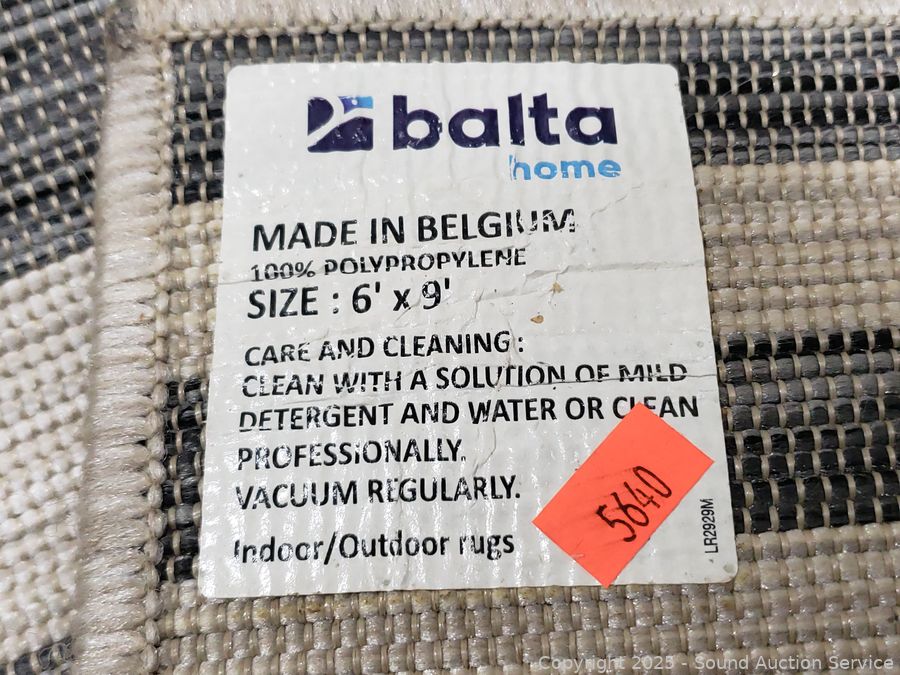 balta
home
MADE IN BELGIUM
100% POLYPROPYLENE
SIZE : 6' x 9'
CARE AND CLEANING :
CLEAN WITH A SOLUTION OF MILD
DETERGENT AND WATER OR CLEAN
PROFESSIONALLY.
VACUUM REGULARLY.
Indoor/Outdoor rugs
5640
LR2929M
Copyright 2025 - Sound Auction Service